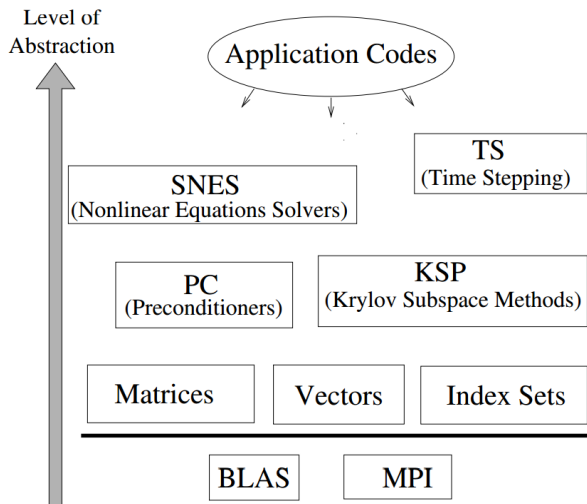 Level of
Abstraction
Application Codes
TS
(Time Stepping)
SNES
(Nonlinear Equations Solvers)
PC
(Preconditioners)
KSP
(Krylov Subspace Methods)
Matrices
Vectors
Index Sets
BLAS
MPI